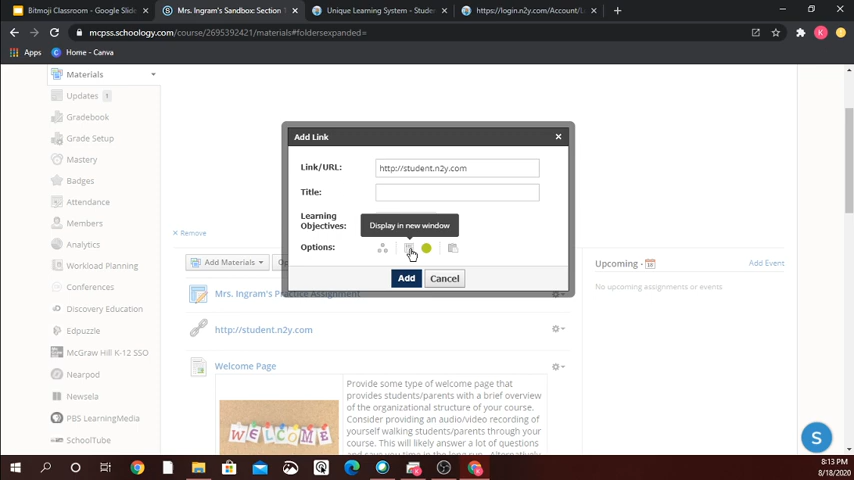 Bitmoji Classroom - Google Slide
Mrs. Ingram's Sandbox: Section
Unique Learning System - Studen
https://login.n2y.com/Account/L
mcpss.schoology.com/course/2695392421/materials#foldersexpanded=
K
Apps
Home - Canva
Materials
Updates 1
Gradebook
Grade Setup
Mastery
Badges
Attendance
Members
Analytics
Workload Planning
Conferences
Discovery Education
Edpuzzle
McGraw Hill K-12 SSO
Nearpod
Newsela
PBS LearningMedia
SchoolTube
Add Link
Link/URL:
http://student.n2y.com
Title:
Learning
Objectives:
Display in new window
Options:
Add
Cancel
× Remove
Add Materials
Mrs. Ingram's Practice Assignment
http://student.n2y.com
Welcome Page
WELCOME
Provide some type of welcome page that
provides students/parents with a brief overview
of the organizational structure of your course.
Consider providing an audio/video recording of
yourself walking students/parents through your
course. This will likely answer a lot of questions
Upcoming
Add Event
No upcoming assignments or events
S
8:13 PM
8/18/2020